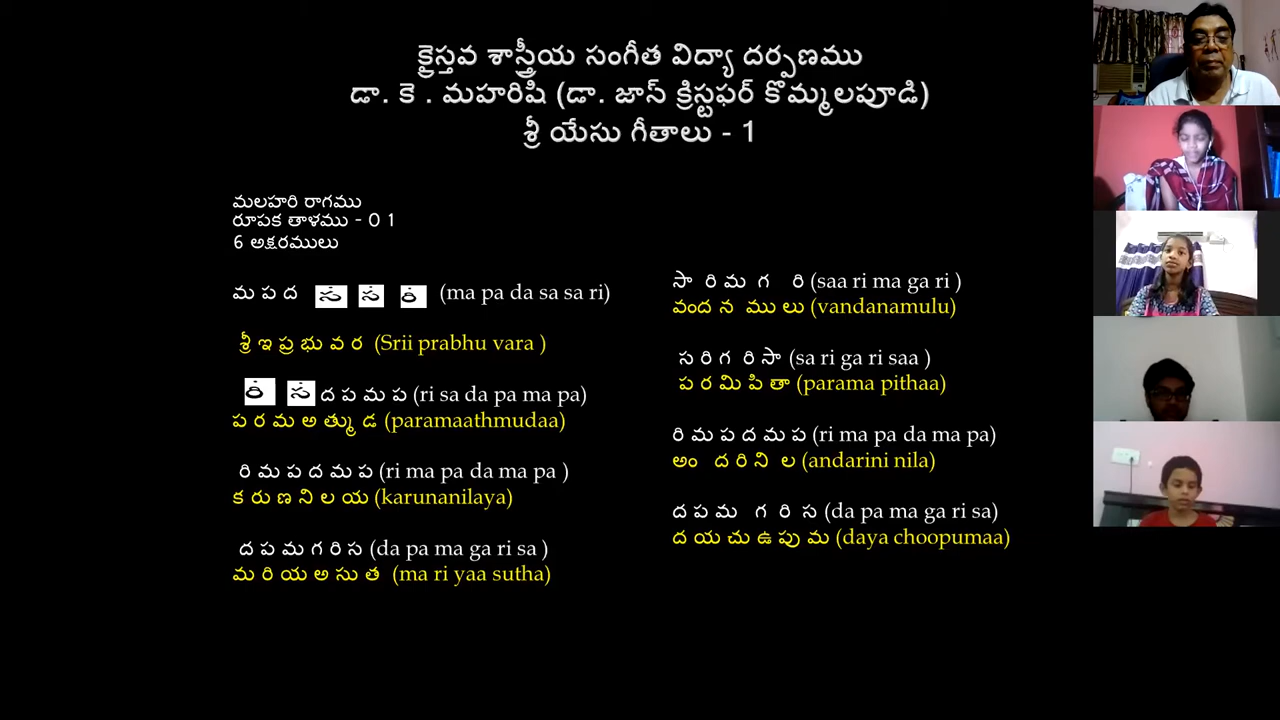 క్రైస్తవ శాస్త్రీయ సంగీత విద్యా దర్పణము
డా. కె . మహరిషి (డా. జాస్ క్రిస్టఫర్ కొమ్మలపూడి)
శ్రీ యేసు గీతాలు - 1
మలహరి రాగము
రూపక తాళము - 0 1
6 అక్షరములు
మ ప ద స̇ స̇ రి̇ (ma pa da sa sa ri)
శ్రీ ఇ ప్ర భు వ ర (Srii prabhu vara )
రి̇ స̇ ద ప మ ప (ri sa da pa ma pa)
ప ర మ అ త్ము డ (paramaathmudaa)
రి మ ప ద మ ప (ri ma pa da ma pa )
క రు ణ ని ల య (karunanilaya)
ద ప మ గ రి స (da pa ma ga ri sa )
మ రి య అ సు త (ma ri yaa sutha)
సా రి మ గ రి (saa ri ma ga ri )
వం ద న ము లు (vandanamulu)
స రి గ రి సా (sa ri ga ri saa )
ప ర మ పి తా (parama pithaa)
రి మ ప ద మ ప (ri ma pa da ma pa)
అం ద రి ని ల (andarini nila)
ద ప మ గ రి స (da pa ma ga ri sa)
ద య చు ఉ పు మ (daya choopumaa)